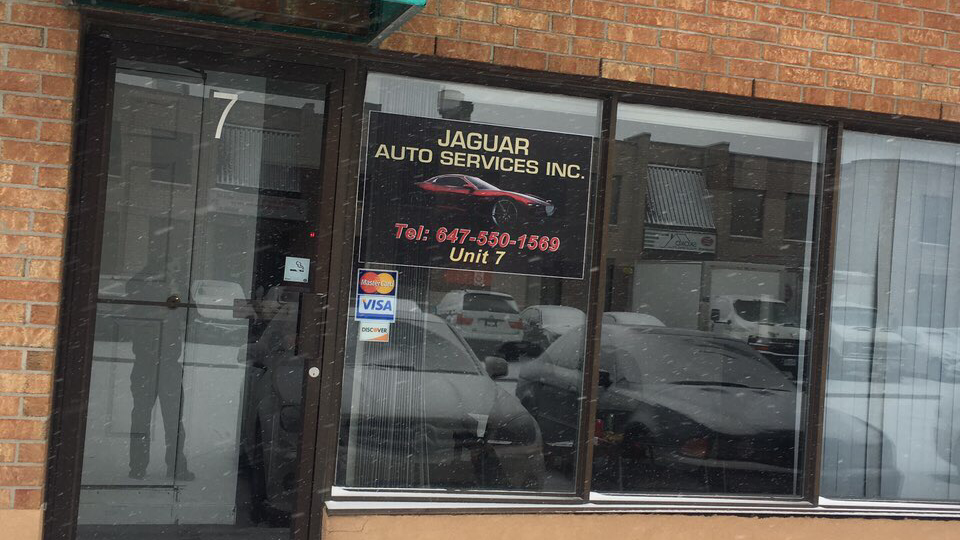 7
JAGUAR
AUTO SERVICES INC.
Tel: 647-550-1569
Unit 7
MasterCard
VISA
DISCOVER